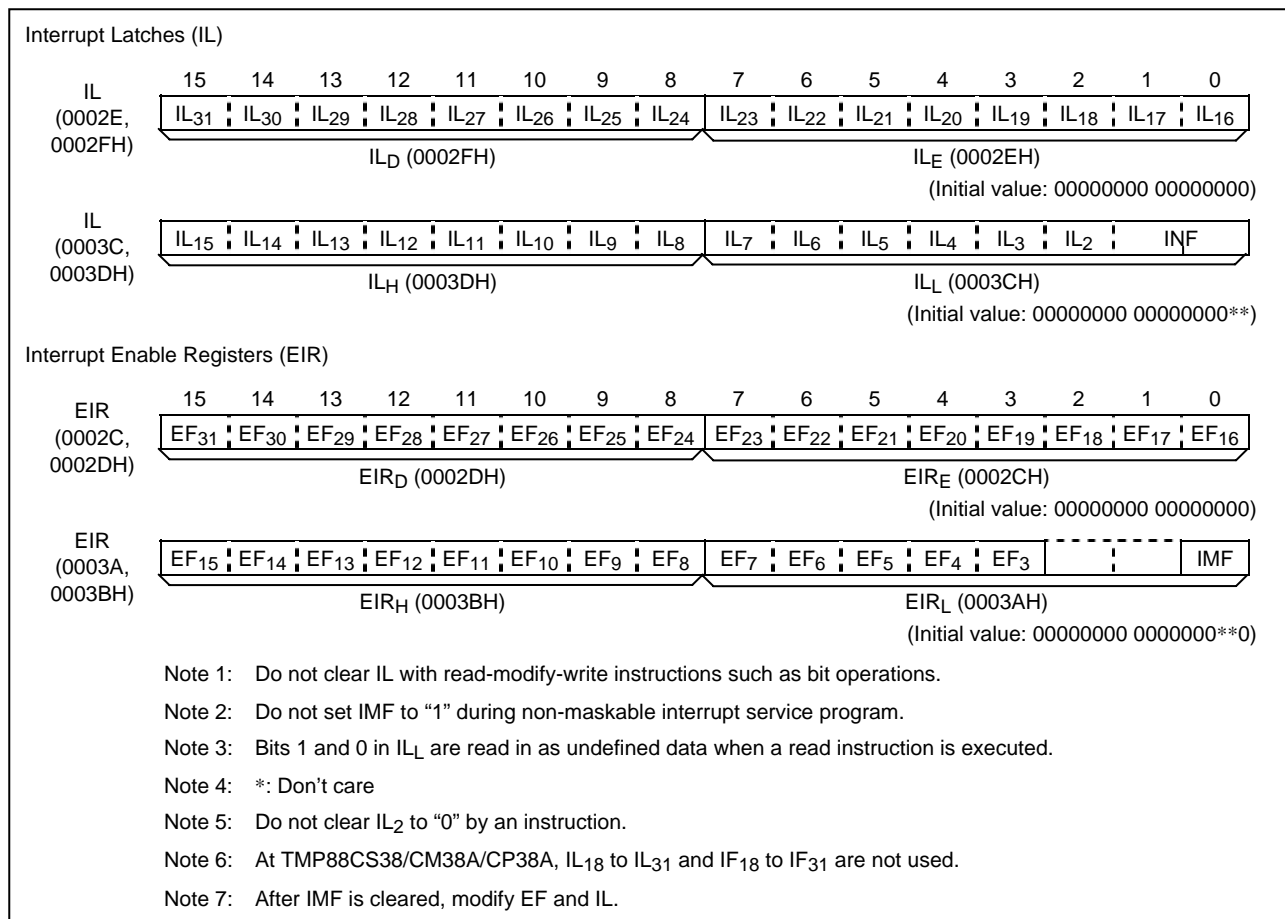 Interrupt Latches (IL)
15 14 13 12 11 10 9 8 7 6 5 4 3 2 1 0
IL (0002E, 0002FH)
IL31 IL30 IL29 IL28 IL27 IL26 IL25 IL24 IL23 IL22 IL21 IL20 IL19 IL18 IL17 IL16
ILD (0002FH) ILE (0002EH)
(Initial value: 00000000 00000000)
IL (0003C, 0003DH)
IL15 IL14 IL13 IL12 IL11 IL10 IL9 IL8 IL7 IL6 IL5 IL4 IL3 IL2 INF
ILH (0003DH) ILL (0003CH)
(Initial value: 00000000 00000000**)
Interrupt Enable Registers (EIR)
15 14 13 12 11 10 9 8 7 6 5 4 3 2 1 0
EIR (0002C, 0002DH)
EF31 EF30 EF29 EF28 EF27 EF26 EF25 EF24 EF23 EF22 EF21 EF20 EF19 EF18 EF17 EF16
EIRD (0002DH) EIRE (0002CH)
(Initial value: 00000000 00000000)
EIR (0003A, 0003BH)
EF15 EF14 EF13 EF12 EF11 EF10 EF9 EF8 EF7 EF6 EF5 EF4 EF3 IMF
EIRH (0003BH) EIRL (0003AH)
(Initial value: 00000000 0000000**0)
Note 1: Do not clear IL with read-modify-write instructions such as bit operations.
Note 2: Do not set IMF to “1” during non-maskable interrupt service program.
Note 3: Bits 1 and 0 in ILL are read in as undefined data when a read instruction is executed.
Note 4: *: Don’t care
Note 5: Do not clear IL2 to “0” by an instruction.
Note 6: At TMP88CS38/CM38A/CP38A, IL18 to IL31 and IF18 to IF31 are not used.
Note 7: After IMF is cleared, modify EF and IL.